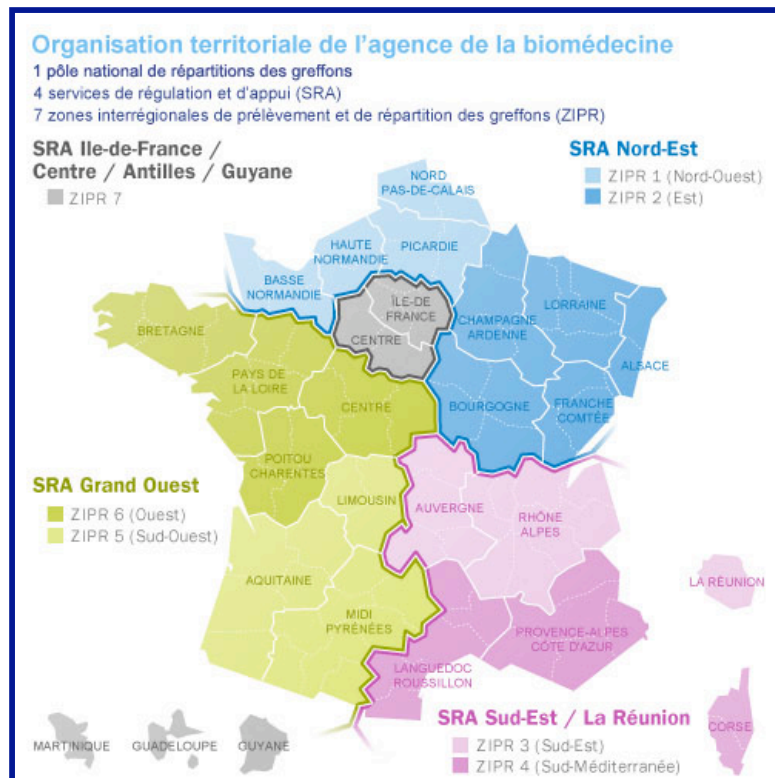 Organisation territoriale de l'agence de la biomédecine
1 pôle national de répartitions des greffons
4 services de régulation et d'appui (SRA)
7 zones interrégionales de prélèvement et de répartition des greffons (ZIPR)
SRA Ile-de-France /
Centre / Antilles / Guyane
ZIPR 7
SRA Nord-Est
ZIPR 1 (Nord-Ouest)
ZIPR 2 (Est)
NORD
PAS-DE-CALAIS
HAUTE
NORMANDIE
PICARDIE
BASSE
NORMANDIE
ÎLE-DE
FRANCE
CENTRE
CHAMPAGNE
ARDENNE
LORRAINE
ALSACE
BRETAGNE
PAYS DE
LA LOIRE
CENTRE
BOURGOGNE
FRANCHE
COMTÉE
POITOU
CHARENTES
SRA Grand Ouest
ZIPR 6 (Ouest)
ZIPR 5 (Sud-Ouest)
LIMOUSIN
AUVERGNE
RHÔNE
ALPES
LA RÉUNION
AQUITAINE
MIDI
PYRÉNÉES
PROVENCE-ALPES
CÔTE D'AZUR
LANGUEDOC
ROUSSILLON
CORSE
MARTINIQUE
GUADELOUPE
GUYANE
SRA Sud-Est / La Réunion
ZIPR 3 (Sud-Est)
ZIPR 4 (Sud-Méditerranée)